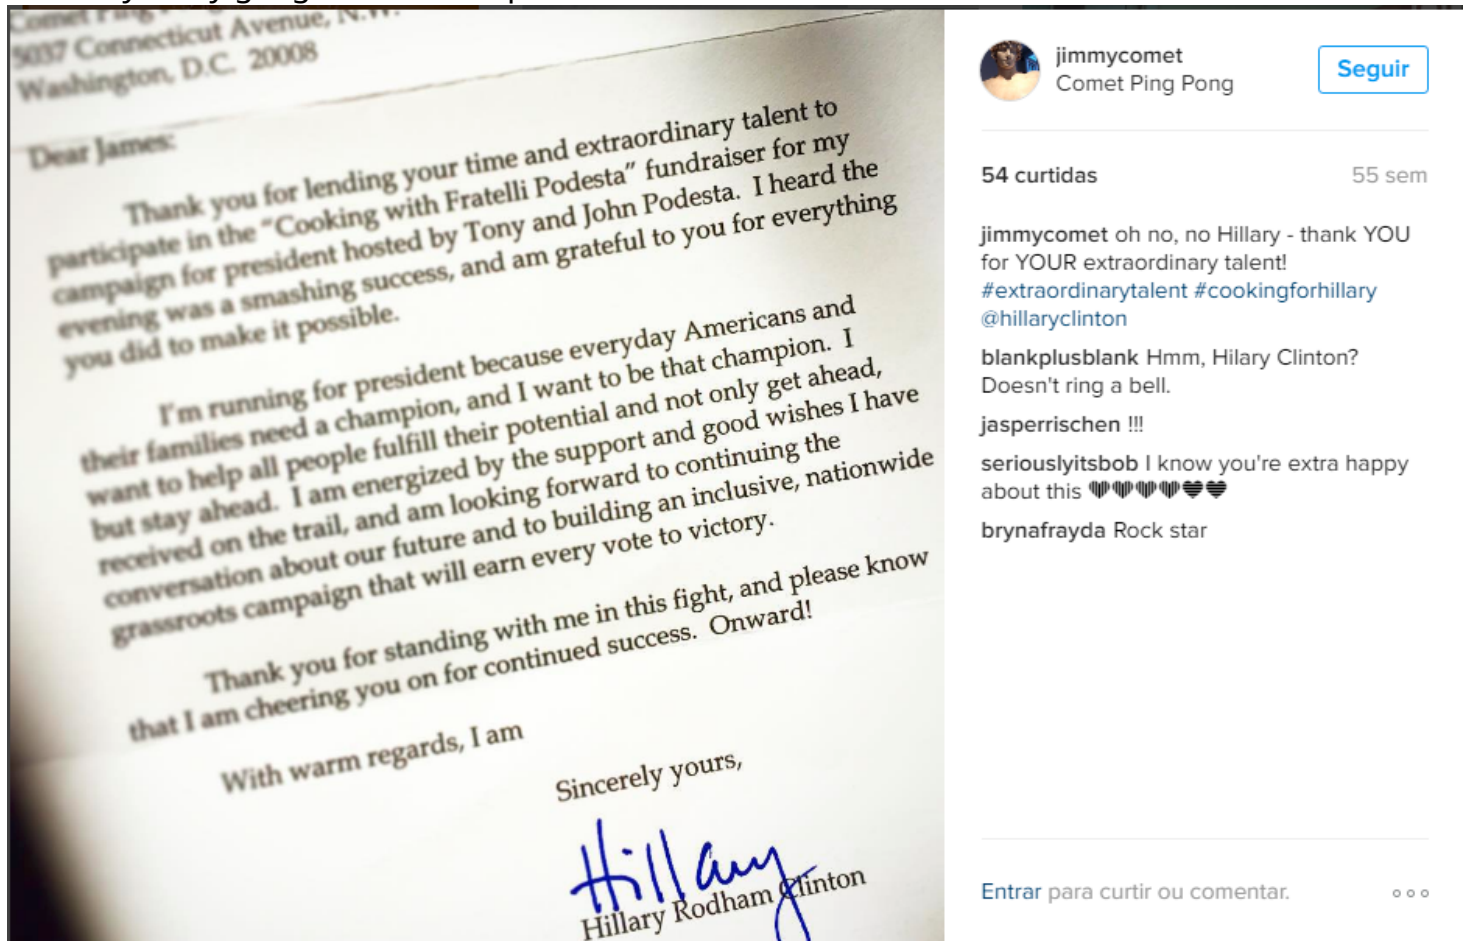 Comet Ping
5037 Connecticut Avenue, N.W.
Washington, D.C. 20008
Dear James:
Thank you for lending your time and extraordinary talent to
participate in the "Cooking with Fratelli Podesta" fundraiser for my
campaign for president hosted by Tony and John Podesta. I heard the
evening was a smashing success, and am grateful to you for everything
you did to make it possible.
I'm running for president because everyday Americans and
their families need a champion, and I want to be that champion. I
want to help all people fulfill their potential and not only get ahead,
but stay ahead. I am energized by the support and good wishes I have
received on the trail, and am looking forward to continuing the
conversation about our future and to building an inclusive, nationwide
grassroots campaign that will earn every vote to victory.
Thank you for standing with me in this fight, and please know
that I am cheering you on for continued success. Onward!
With warm regards, I am
Sincerely yours,
Hillary
Hillary Rodham Clinton
jimmycomet
Comet Ping Pong
Seguir
54 curtidas
55 sem
jimmycomet oh no, no Hillary - thank YOU
for YOUR extraordinary talent!
#extraordinarytalent #cookingforhillary
@hillaryclinton
blankplusblank Hmm, Hilary Clinton?
Doesn't ring a bell.
jasperrischen !!!
seriouslyitsbob I know you're extra happy
about this
brynafrayda Rock star
Entrar para curtir ou comentar.